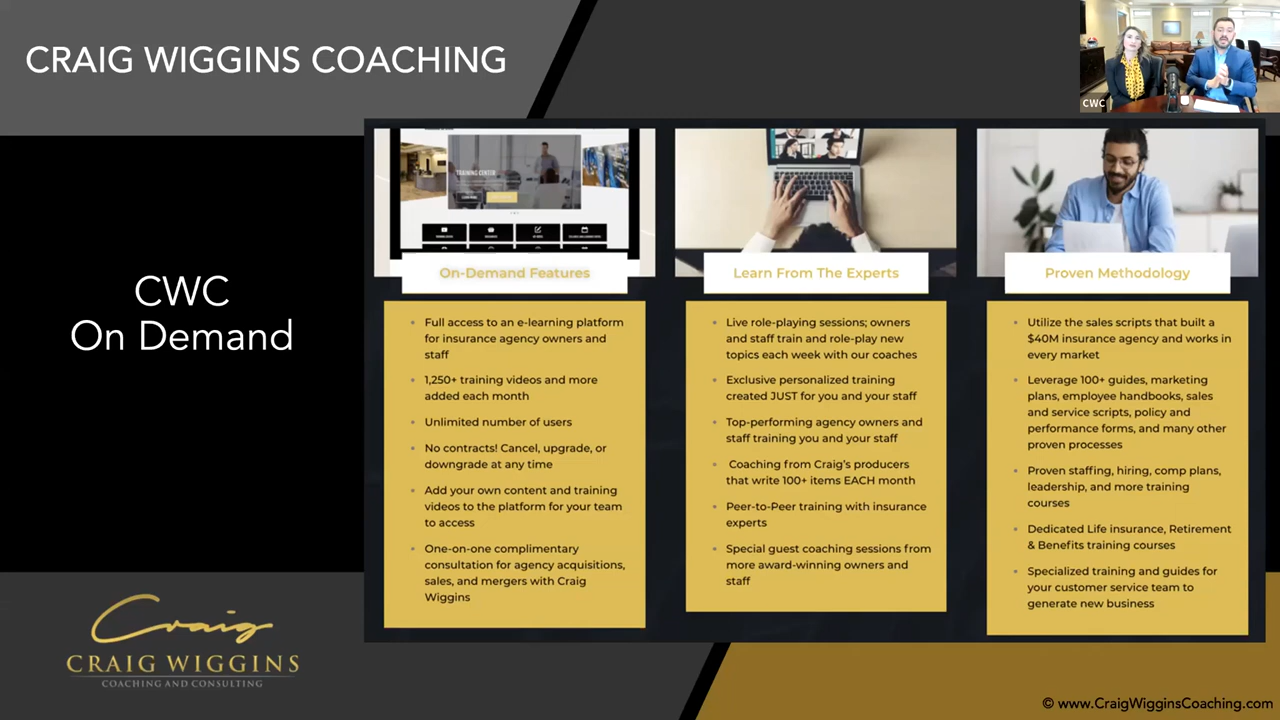 CRAIG WIGGINS COACHING
CWC
CWC
On Demand
TRAINING CENTER
On-Demand Features
• Full access to an e-learning platform
for insurance agency owners and
staff
• 1,250+ training videos and more
added each month
• Unlimited number of users
• No contracts! Cancel, upgrade, or
downgrade at any time
• Add your own content and training
videos to the platform for your team
to access
• One-on-one complimentary
consultation for agency acquisitions,
sales, and mergers with Craig
Wiggins
Learn From The Experts
• Live role-playing sessions; owners
and staff train and role-play new
topics each week with our coaches
• Exclusive personalized training
created JUST for you and your staff
• Top-performing agency owners and
staff training you and your staff
• Coaching from Craig's producers
that write 100+ items EACH month
• Peer-to-Peer training with insurance
experts
• Special guest coaching sessions from
more award-winning owners and
staff
Proven Methodology
• Utilize the sales scripts that built a
$40M insurance agency and works in
every market
• Leverage 100+ guides, marketing
plans, employee handbooks, sales
and service scripts, policy and
performance forms, and many other
proven processes
• Proven staffing, hiring, comp plans,
leadership, and more training
courses
• Dedicated Life insurance, Retirement
& Benefits training courses
• Specialized training and guides for
your customer service team to
generate new business
Craig
CRAIG WIGGINS
COACHING AND CONSULTING
© www.CraigWigginsCoaching.com